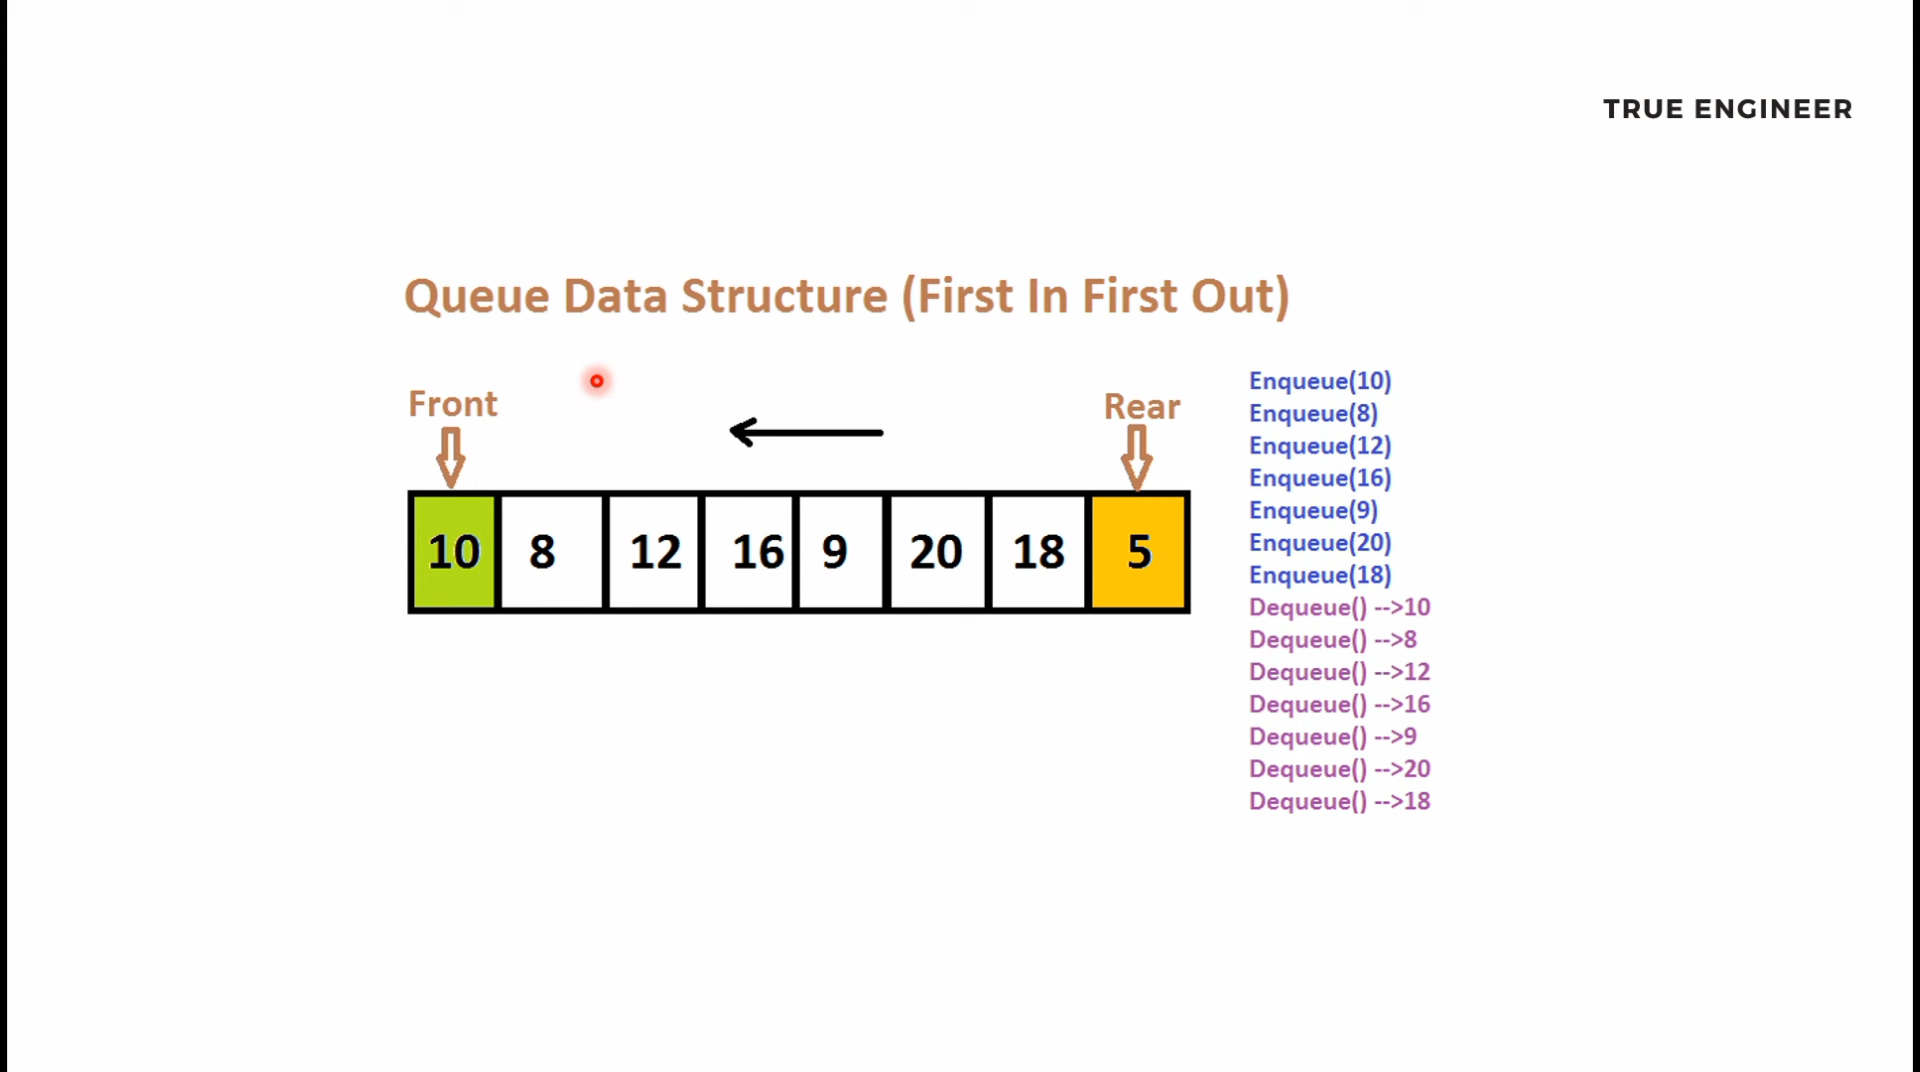 TRUE ENGINEER
Queue Data Structure (First In First Out)
Front
Rear
10 8 12 16 9 20 18 5
Enqueue(10)
Enqueue(8)
Enqueue(12)
Enqueue(16)
Enqueue(9)
Enqueue(20)
Enqueue(18)
Dequeue() -->10
Dequeue() -->8
Dequeue() -->12
Dequeue() -->16
Dequeue() -->9
Dequeue() -->20
Dequeue() -->18